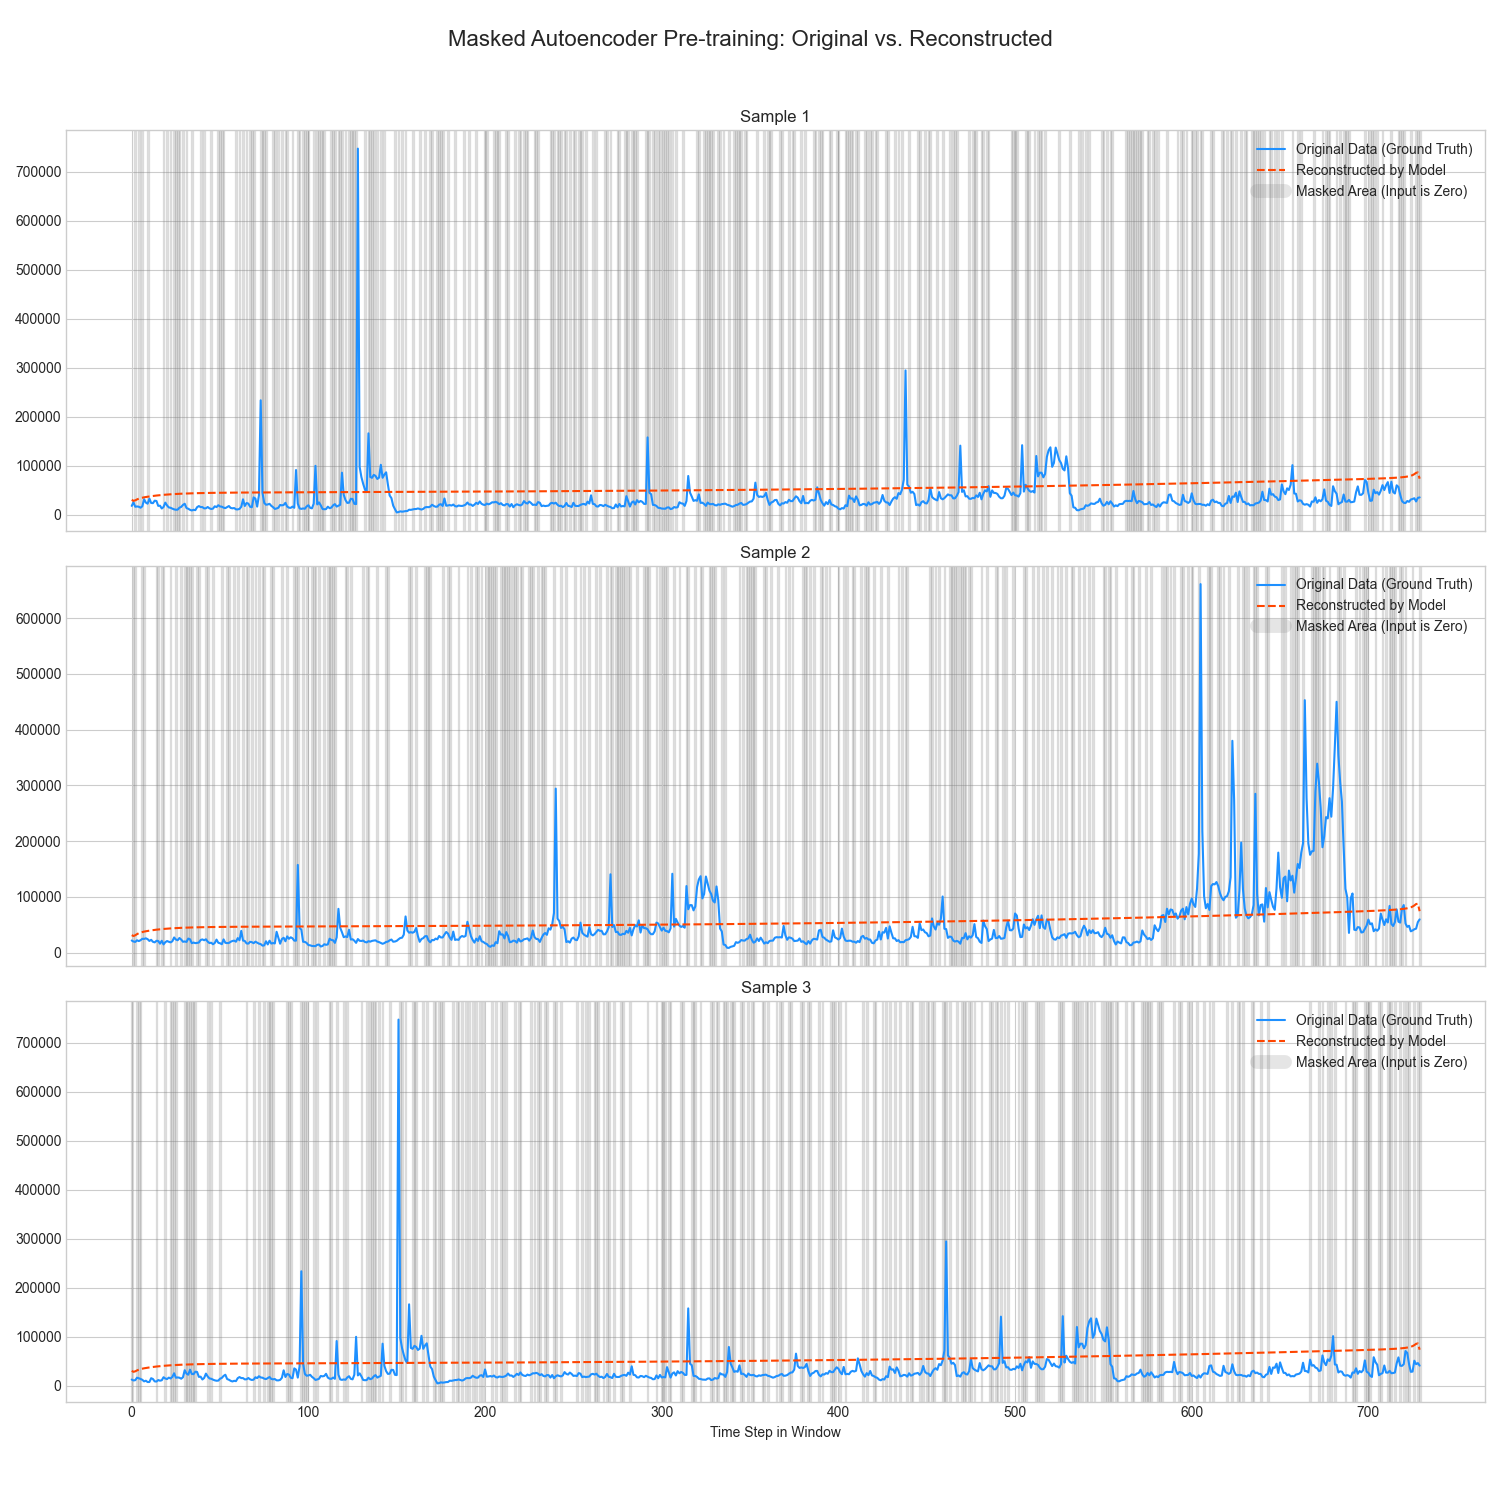 Masked Autoencoder Pre-training: Original vs. Reconstructed
Sample 1
700000
600000
500000
400000
300000
200000
100000
0
Original Data (Ground Truth)
Reconstructed by Model
Masked Area (Input is Zero)
Sample 2
600000
500000
400000
300000
200000
100000
0
Original Data (Ground Truth)
Reconstructed by Model
Masked Area (Input is Zero)
Sample 3
700000
600000
500000
400000
300000
200000
100000
0
Original Data (Ground Truth)
Reconstructed by Model
Masked Area (Input is Zero)
0 100 200 300 400 500 600 700
Time Step in Window